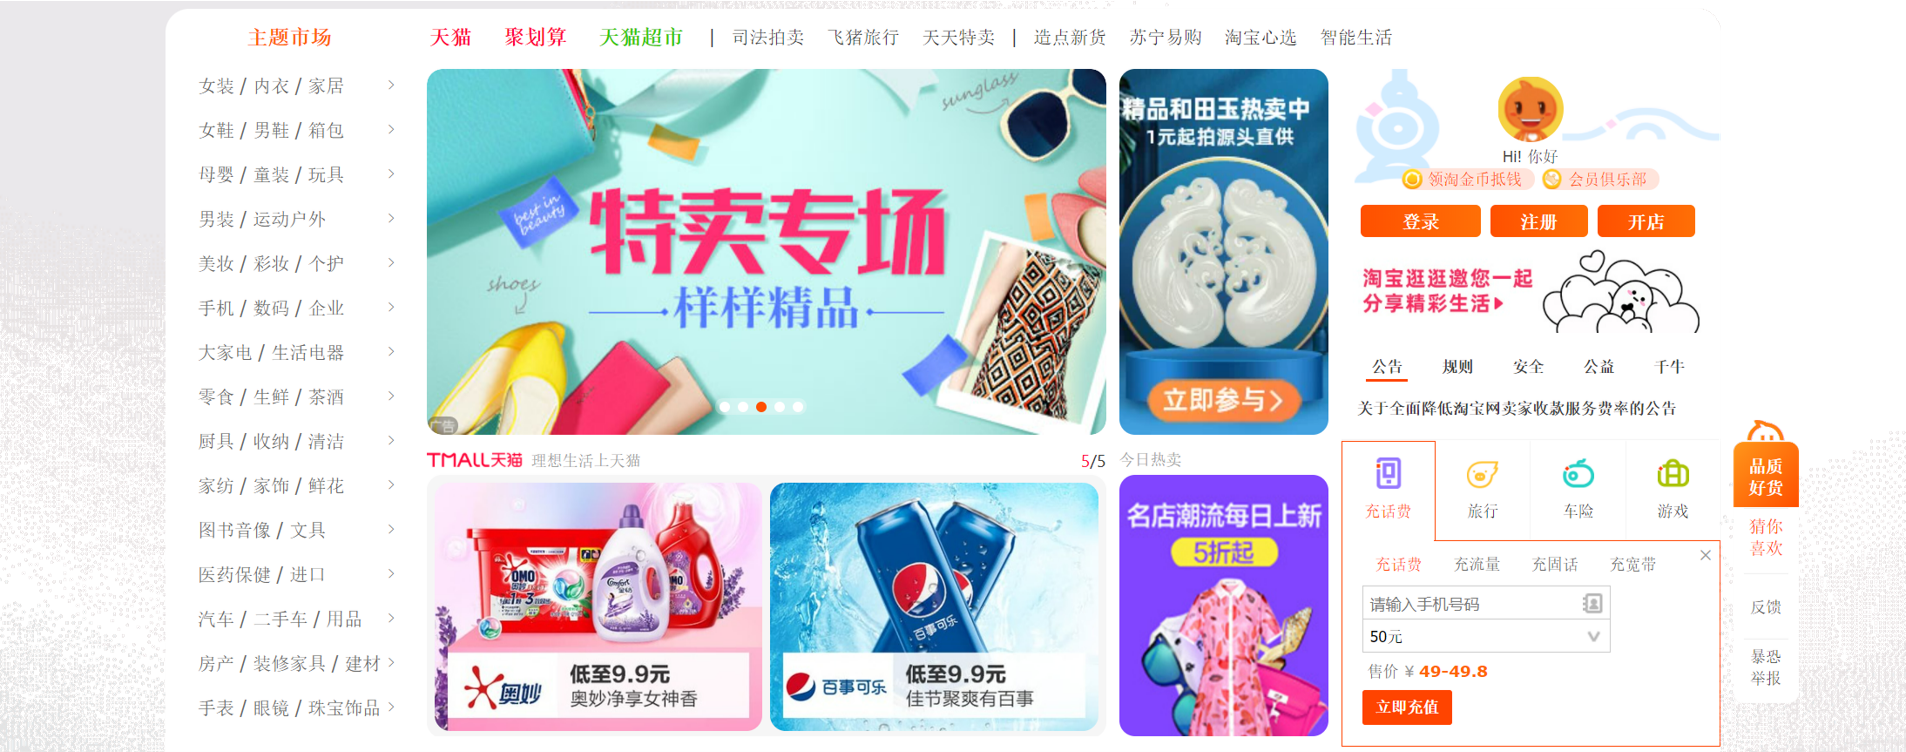 主题市场
天猫 聚划算 天猫超市 | 司法拍卖 飞猪旅行 天天特卖 | 造点新货 苏宁易购 淘宝心选 智能生活
女装 / 内衣 / 家居
女鞋 / 男鞋 / 箱包
母婴 / 童装 / 玩具
男装 / 运动户外
美妆 / 彩妆 / 个护
手机 / 数码 / 企业
大家电 / 生活电器
零食 / 生鲜 / 茶酒
厨具 / 收纳 / 清洁
家纺 / 家饰 / 鲜花
图书音像 / 文具
医药保健 / 进口
汽车 / 二手车 / 用品
房产 / 装修家具 / 建材
手表 / 眼镜 / 珠宝饰品
sunglass
best in
beauty
特卖专场
样样精品
shoes
广告
精品和田玉热卖中
1元起拍源头直供
立即参与>
Hi! 你好
领淘金币抵钱 会员俱乐部
登录 注册 开店
淘宝逛逛邀您一起
分享精彩生活
公告 规则 安全 公益 千牛
关于全面降低淘宝网卖家收款服务费率的公告
TMALL天猫 理想生活上天猫 5/5
今日热卖
OMO
奥妙
Comfort
金纺
OMO
奥妙
低至9.9元
奥妙净享女神香
百事可乐
百事可乐
低至9.9元
佳节聚爽有百事
名店潮流每日上新
5折起
充话费 旅行 车险 游戏
充话费 充流量 充固话 充宽带
请输入手机号码
50元
售价 ¥ 49-49.8
立即充值
品质
好货
猜你
喜欢
反馈
暴恐
举报